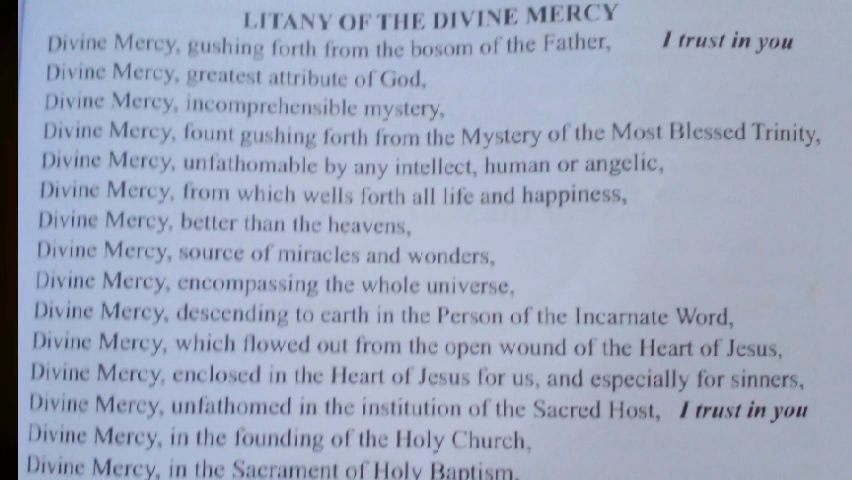 LITANY OF THE DIVINE MERCY
Divine Mercy, gushing forth from the bosom of the Father, I trust in you
Divine Mercy, greatest attribute of God,
Divine Mercy, incomprehensible mystery,
Divine Mercy, fount gushing forth from the Mystery of the Most Blessed Trinity,
Divine Mercy, unfathomable by any intellect, human or angelic,
Divine Mercy, from which wells forth all life and happiness,
Divine Mercy, better than the heavens,
Divine Mercy, source of miracles and wonders,
Divine Mercy, encompassing the whole universe,
Divine Mercy, descending to earth in the Person of the Incarnate Word,
Divine Mercy, which flowed out from the open wound of the Heart of Jesus,
Divine Mercy, enclosed in the Heart of Jesus for us, and especially for sinners,
Divine Mercy, unfathomed in the institution of the Sacred Host, I trust in you
Divine Mercy, in the founding of the Holy Church,
Divine Mercy, in the Sacrament of Holy Baptism,